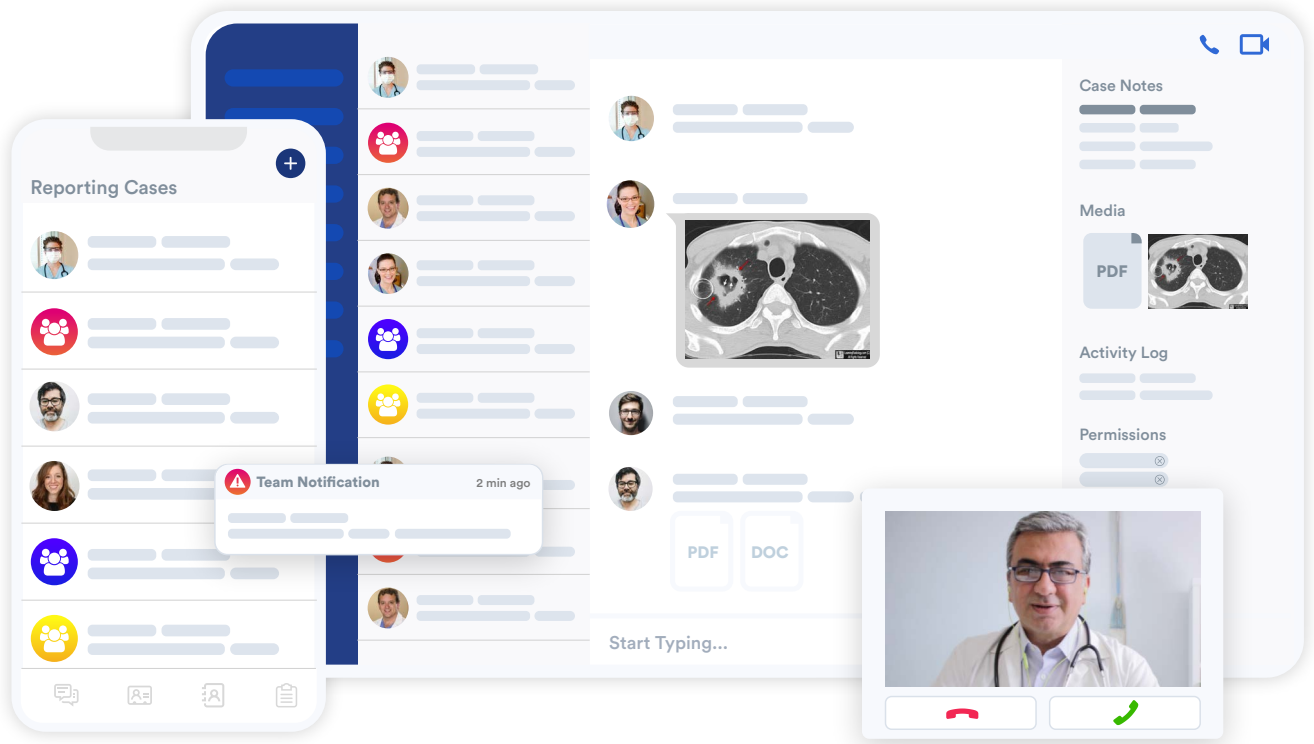 Reporting Cases
Team Notification
2 min ago
PDF
DOC
Start Typing...
Case Notes
Media
PDF
Activity Log
Permissions